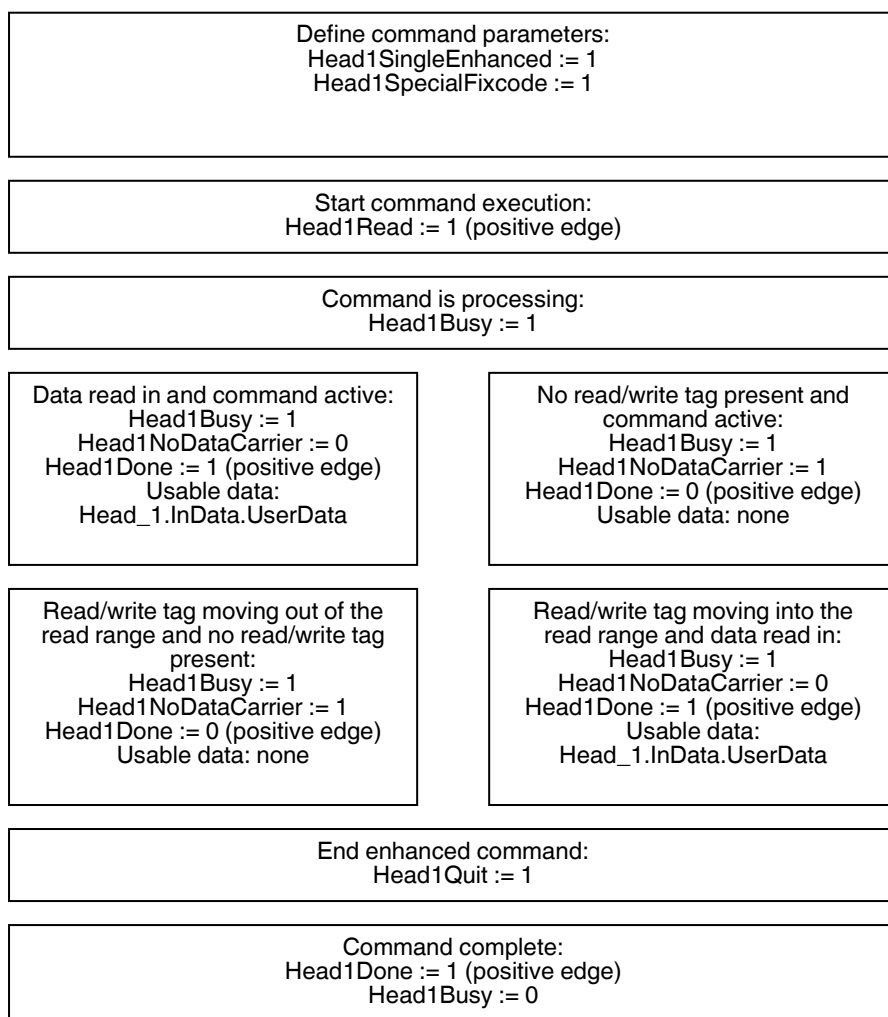 Define command parameters:
Head1SingleEnhanced := 1
Head1SpecialFixcode := 1
Start command execution:
Head1Read := 1 (positive edge)
Command is processing:
Head1Busy := 1
Data read in and command active:
Head1Busy := 1
Head1NoDataCarrier := 0
Head1Done := 1 (positive edge)
Usable data:
Head_1.InData.UserData
No read/write tag present and
command active:
Head1Busy := 1
Head1NoDataCarrier := 1
Head1Done := 0 (positive edge)
Usable data: none
Read/write tag moving out of the
read range and no read/write tag
present:
Head1Busy := 1
Head1NoDataCarrier := 1
Head1Done := 0 (positive edge)
Usable data: none
Read/write tag moving into the
read range and data read in:
Head1Busy := 1
Head1NoDataCarrier := 0
Head1Done := 1 (positive edge)
Usable data:
Head_1.InData.UserData
End enhanced command:
Head1Quit := 1
Command complete:
Head1Done := 1 (positive edge)
Head1Busy := 0